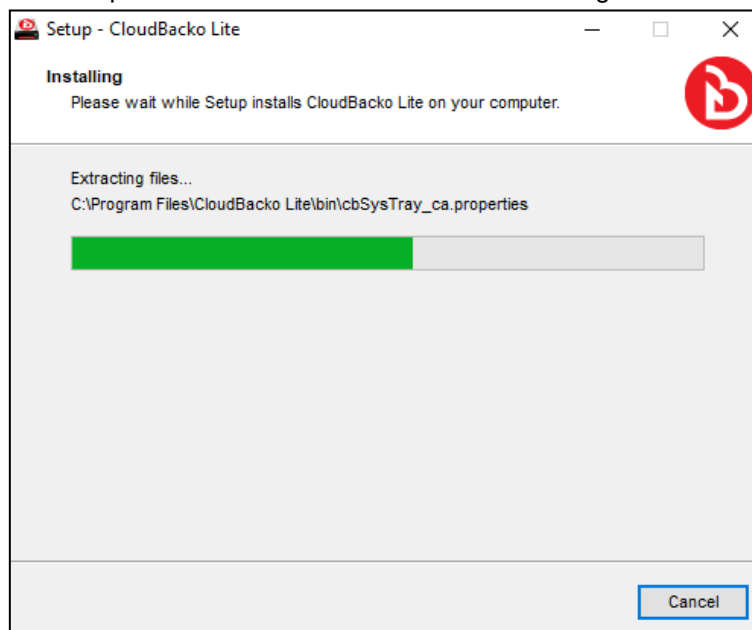 Setup - CloudBacko Lite
Installing
Please wait while Setup installs CloudBacko Lite on your computer.
Extracting files...
C:\Program Files\CloudBacko Lite\bin\cbSysTray_ca.properties
Cancel